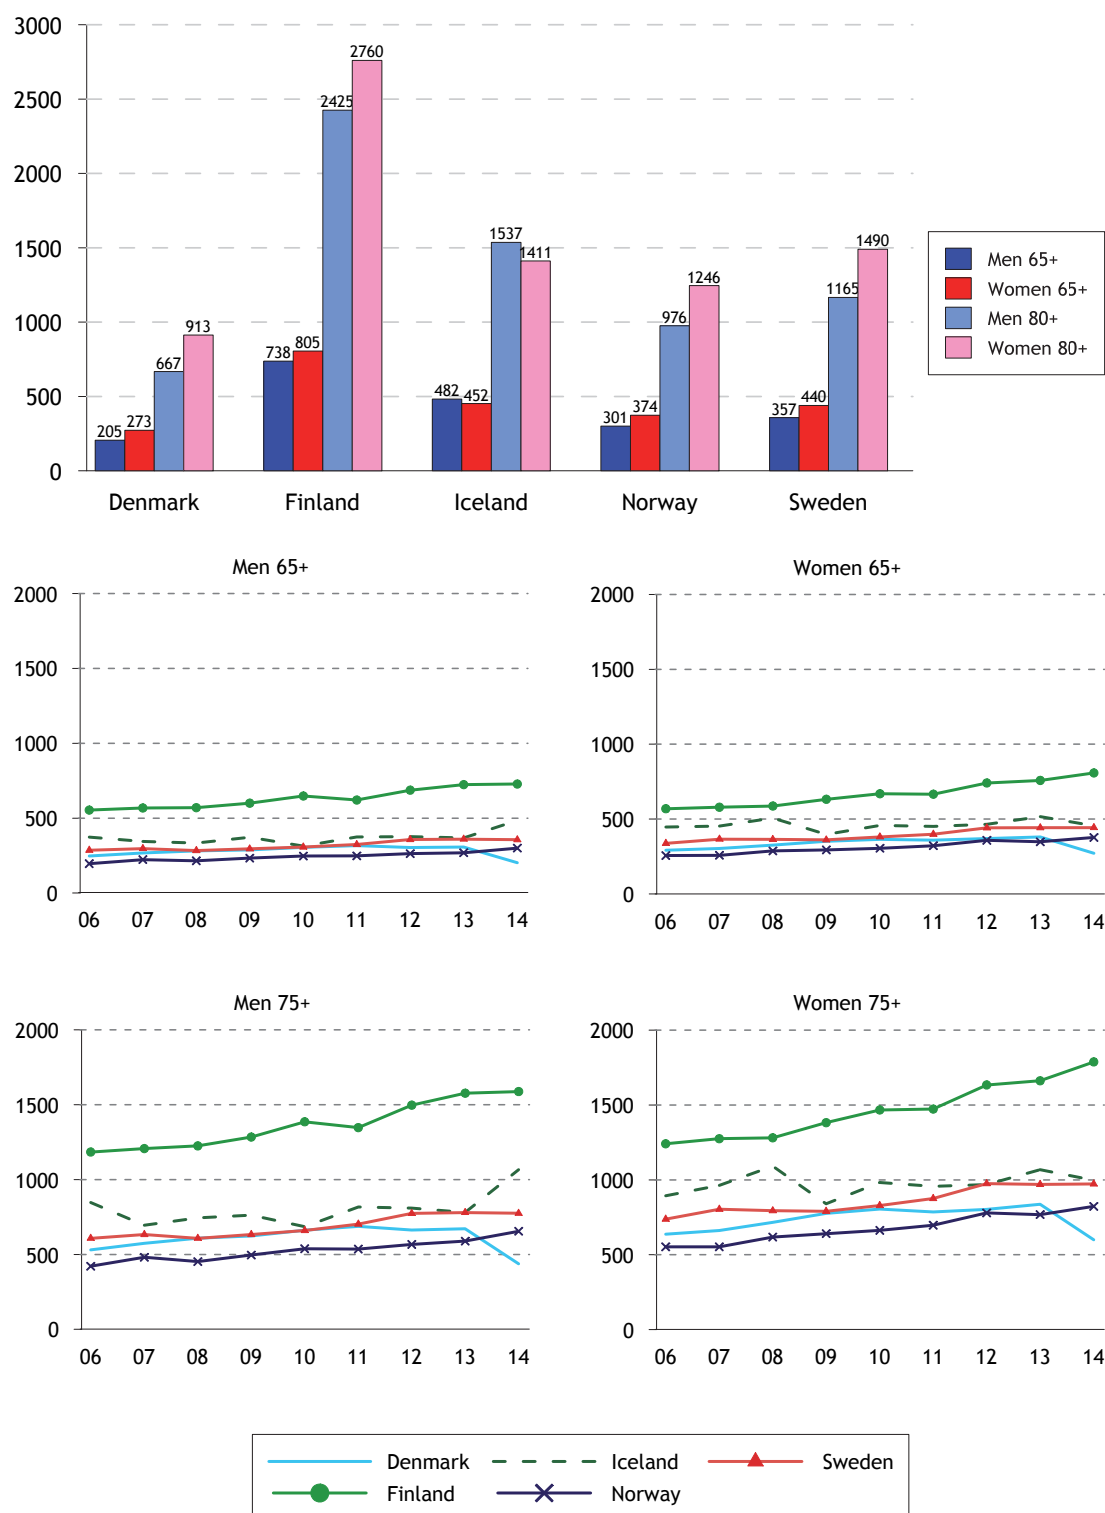 3000
2760
2500
2425
2000
1537
1500
1411
1490
1246
1165
1000
976
913
667
738
805
500
482
452
205
273
301
374
357
440
0
Denmark
Finland
Iceland
Norway
Sweden
Men 65+
Women 65+
Men 80+
Women 80+
Men 65+
2000
1500
1000
500
0
06 07 08 09 10 11 12 13 14
Women 65+
2000
1500
1000
500
0
06 07 08 09 10 11 12 13 14
Men 75+
2000
1500
1000
500
0
06 07 08 09 10 11 12 13 14
Women 75+
2000
1500
1000
500
0
06 07 08 09 10 11 12 13 14
Denmark Iceland Sweden
Finland Norway